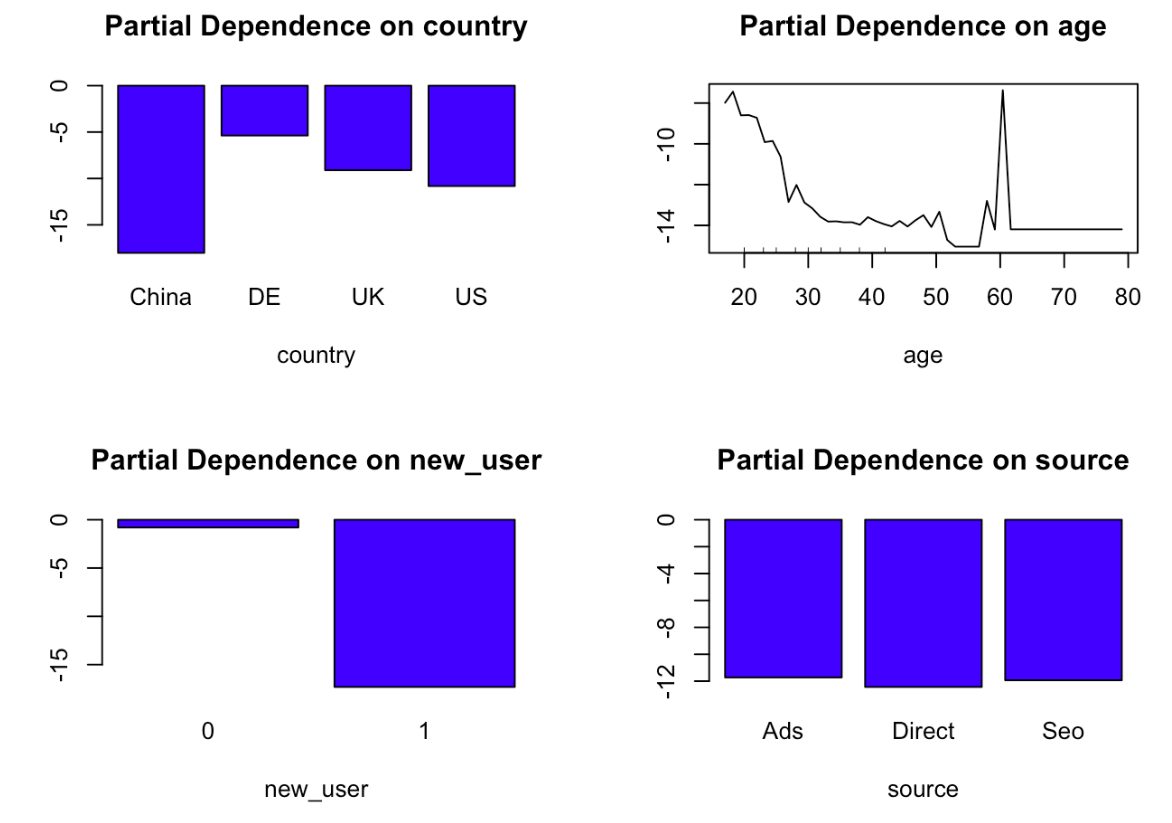 Partial Dependence on country
0
-5
-15
China DE UK US
country
Partial Dependence on age
-10
-14
20 30 40 50 60 70 80
age
Partial Dependence on new_user
0
-5
-15
0 1
new_user
Partial Dependence on source
0
-4
-8
-12
Ads Direct Seo
source